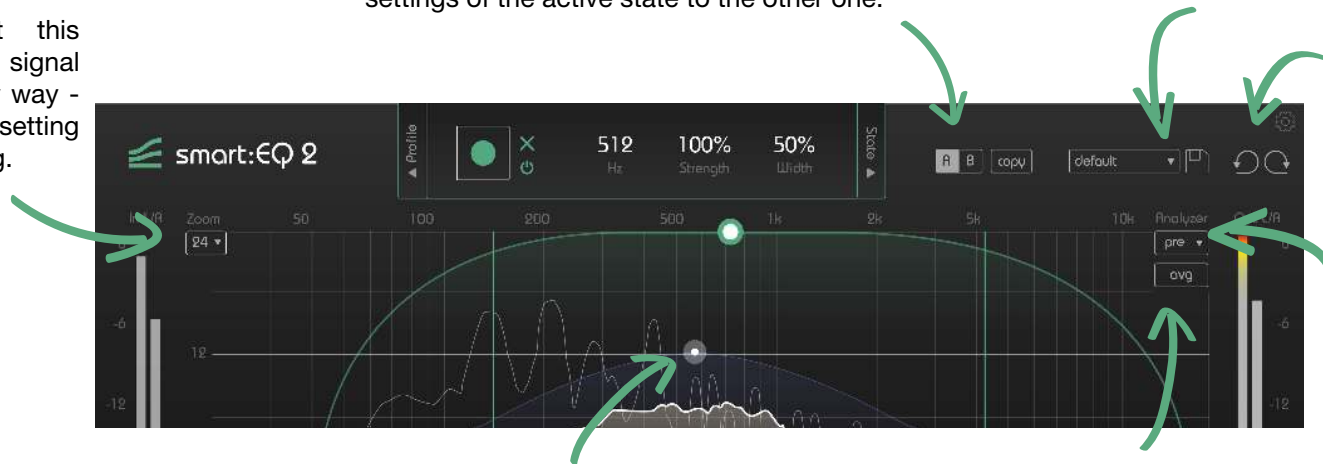 settings of the active state to the other one.
this
signal
way -
setting
smart:EQ 2
Profile
512
Hz
100%
Strength
50%
Width
State
A B copy
default
Zoom
50
100
200
500
1k
2k
5k
10k
Analyzer
24
pre
avg
-6
12
-6
-12
-12